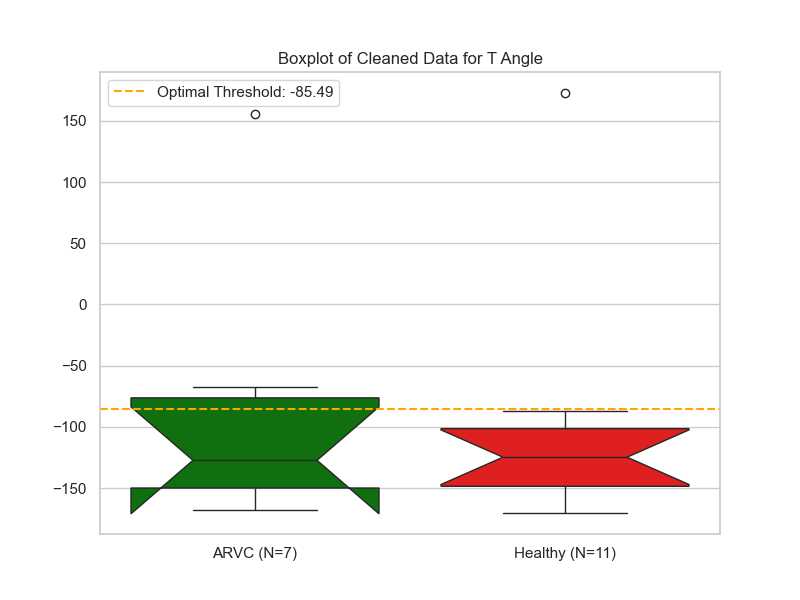 Boxplot of Cleaned Data for T Angle
Optimal Threshold: -85.49
150
100
50
0
−50
−100
−150
ARVC (N=7)
Healthy (N=11)